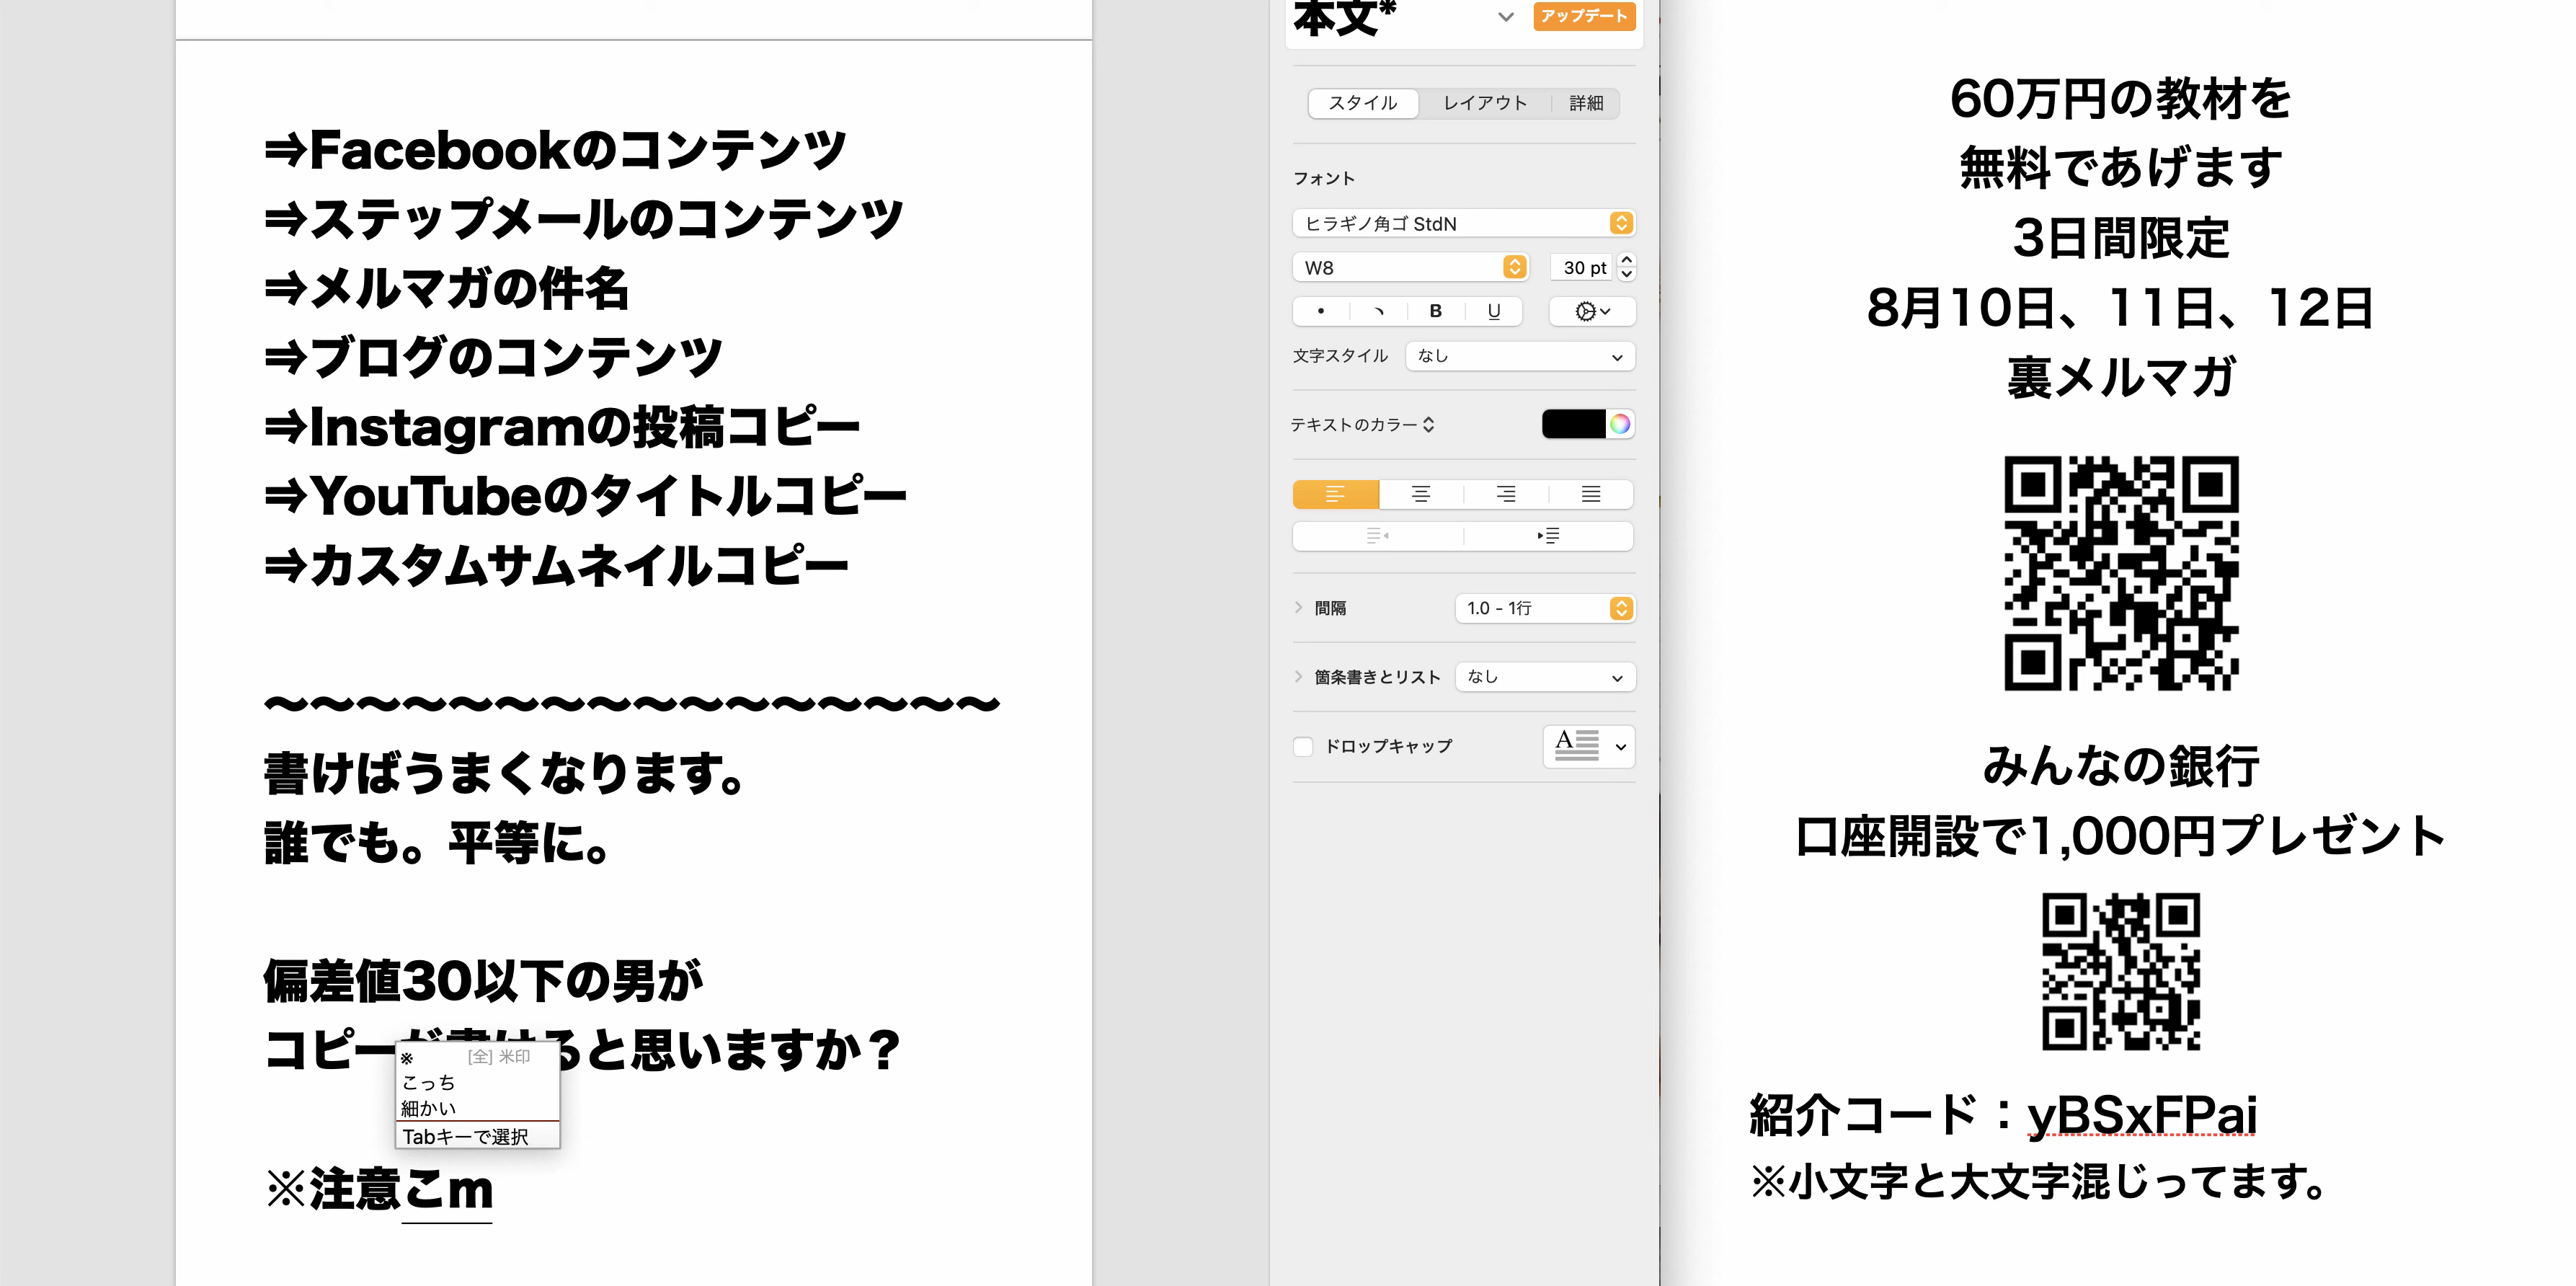 ⇒Facebookのコンテンツ
⇒ステップメールのコンテンツ
⇒メルマガの件名
⇒ブログのコンテンツ
⇒Instagramの投稿コピー
⇒YouTubeのタイトルコピー
⇒カスタムサムネイルコピー
〜〜〜〜〜〜〜〜〜〜〜〜〜〜〜〜
書けばうまくなります。
誰でも。平等に。
偏差値30以下の男が
コピーが書けると思いますか？
※ [全] 米印
こっち
細かい
Tabキーで選択
※注意こm
本文*
アップデート
スタイル レイアウト 詳細
フォント
ヒラギノ角ゴ StdN
W8 30 pt
B U
文字スタイル なし
テキストのカラー
間隔 1.0 - 1行
箇条書きとリスト なし
ドロップキャップ
A
60万円の教材を
無料であげます
3日間限定
8月10日、11日、12日
裏メルマガ
みんなの銀行
口座開設で1,000円プレゼント
紹介コード：yBSxFPai
※小文字と大文字混じってます。